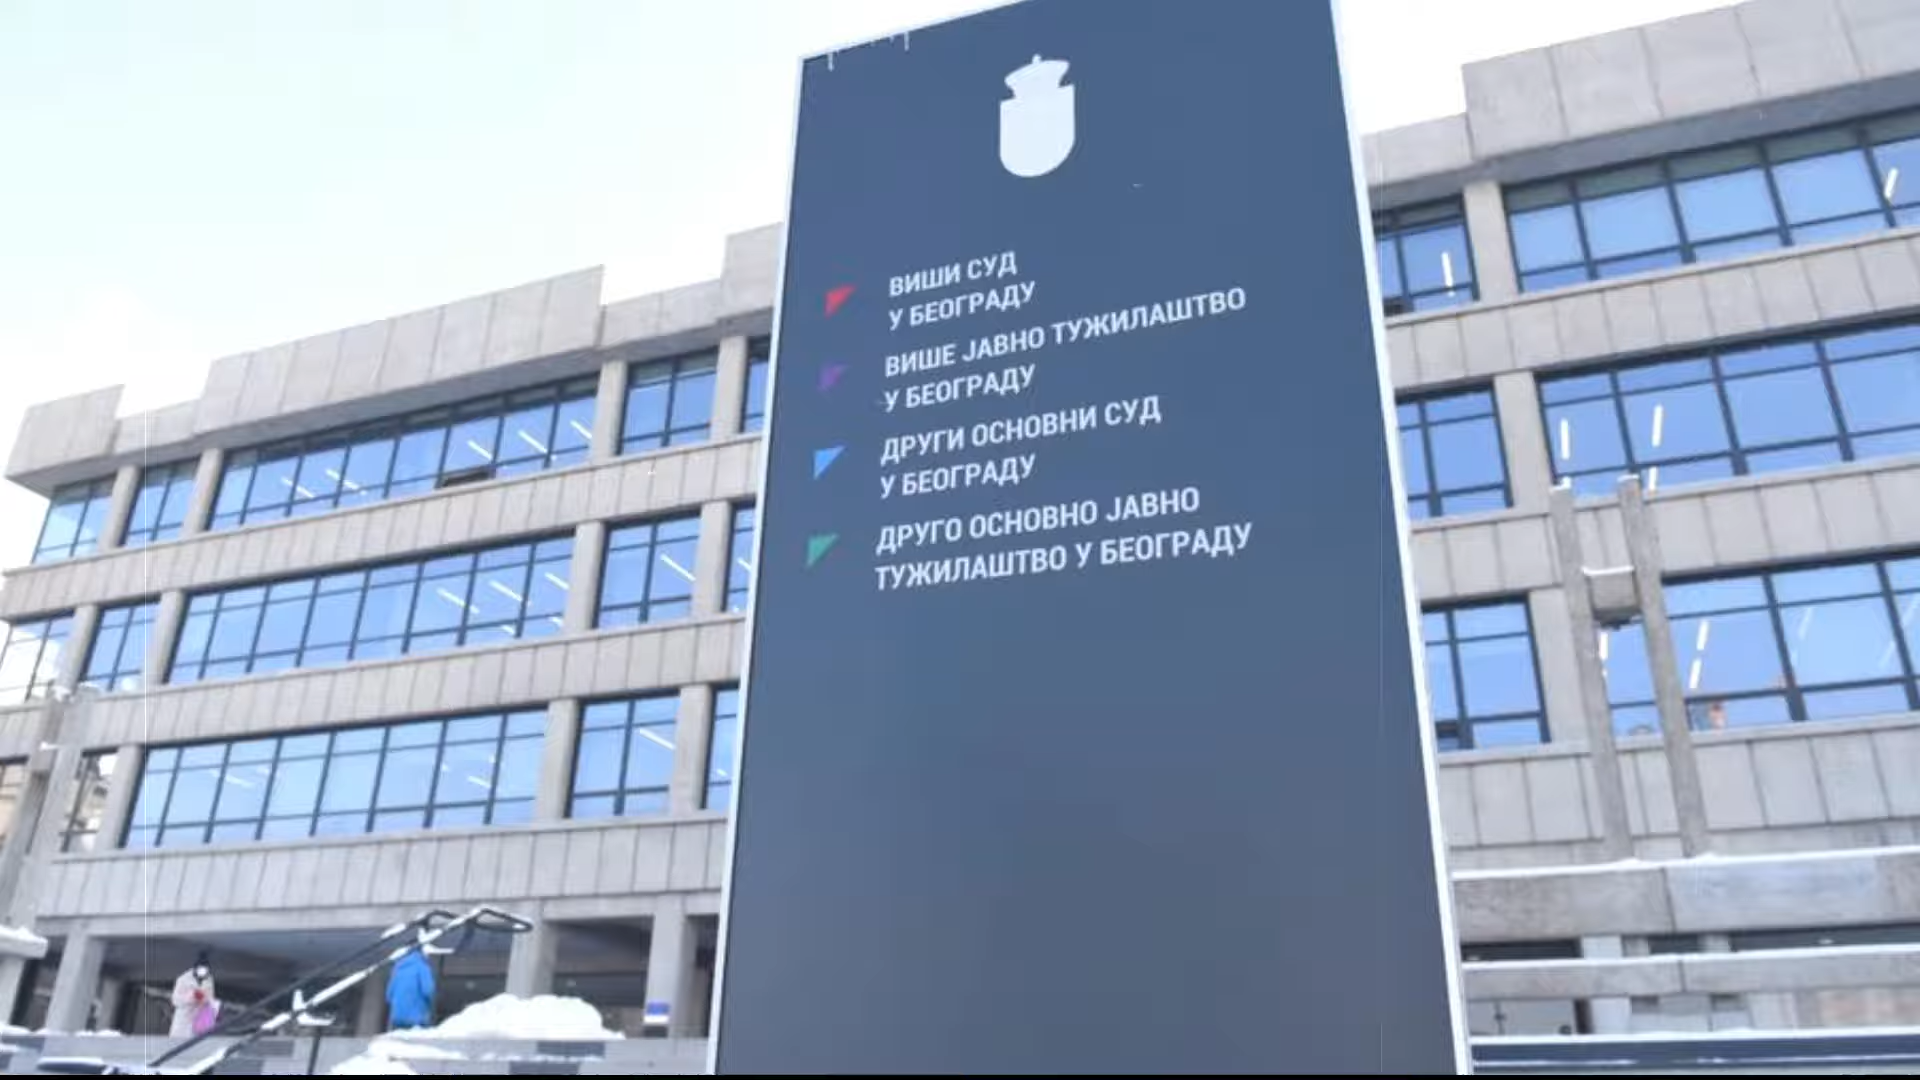 ВИШИ СУД
У БЕОГРАДУ
ВИШЕ ЈАВНО ТУЖИЛАШТВО
У БЕОГРАДУ
ДРУГИ ОСНОВНИ СУД
У БЕОГРАДУ
ДРУГО ОСНОВНО ЈАВНО
ТУЖИЛАШТВО У БЕОГРАДУ